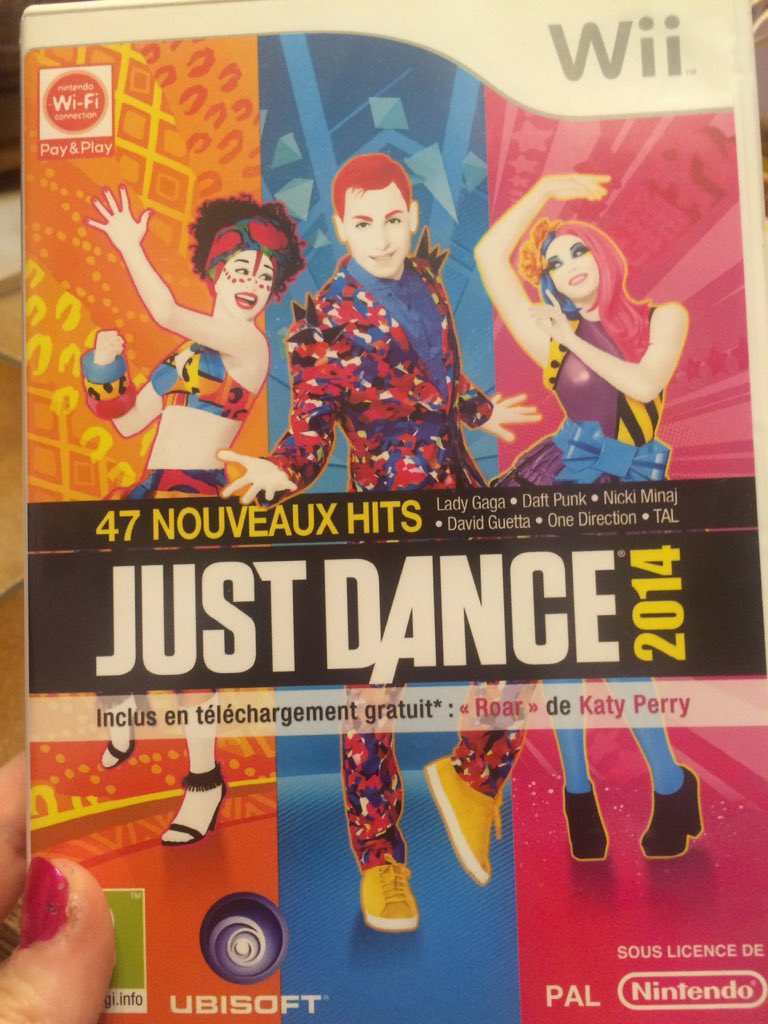 Wii
Nintendo
Wi-Fi
connection
Pay & Play
47 NOUVEAUX HITS
Lady Gaga • Daft Punk • Nicki Minaj
• David Guetta • One Direction • TAL
JUST DANCE® 2014
Inclus en téléchargement gratuit* : « Roar » de Katy Perry
TM
gi.info
UBISOFT®
SOUS LICENCE DE
PAL
Nintendo®